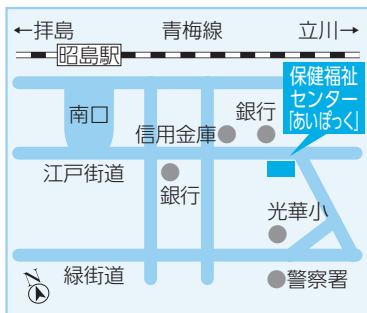 ←拝島
青梅線
立川→
昭島駅
保健福祉
センター
「あいぽっく」
南口
銀行
信用金庫
江戸街道
銀行
光華小
緑街道
警察署
N